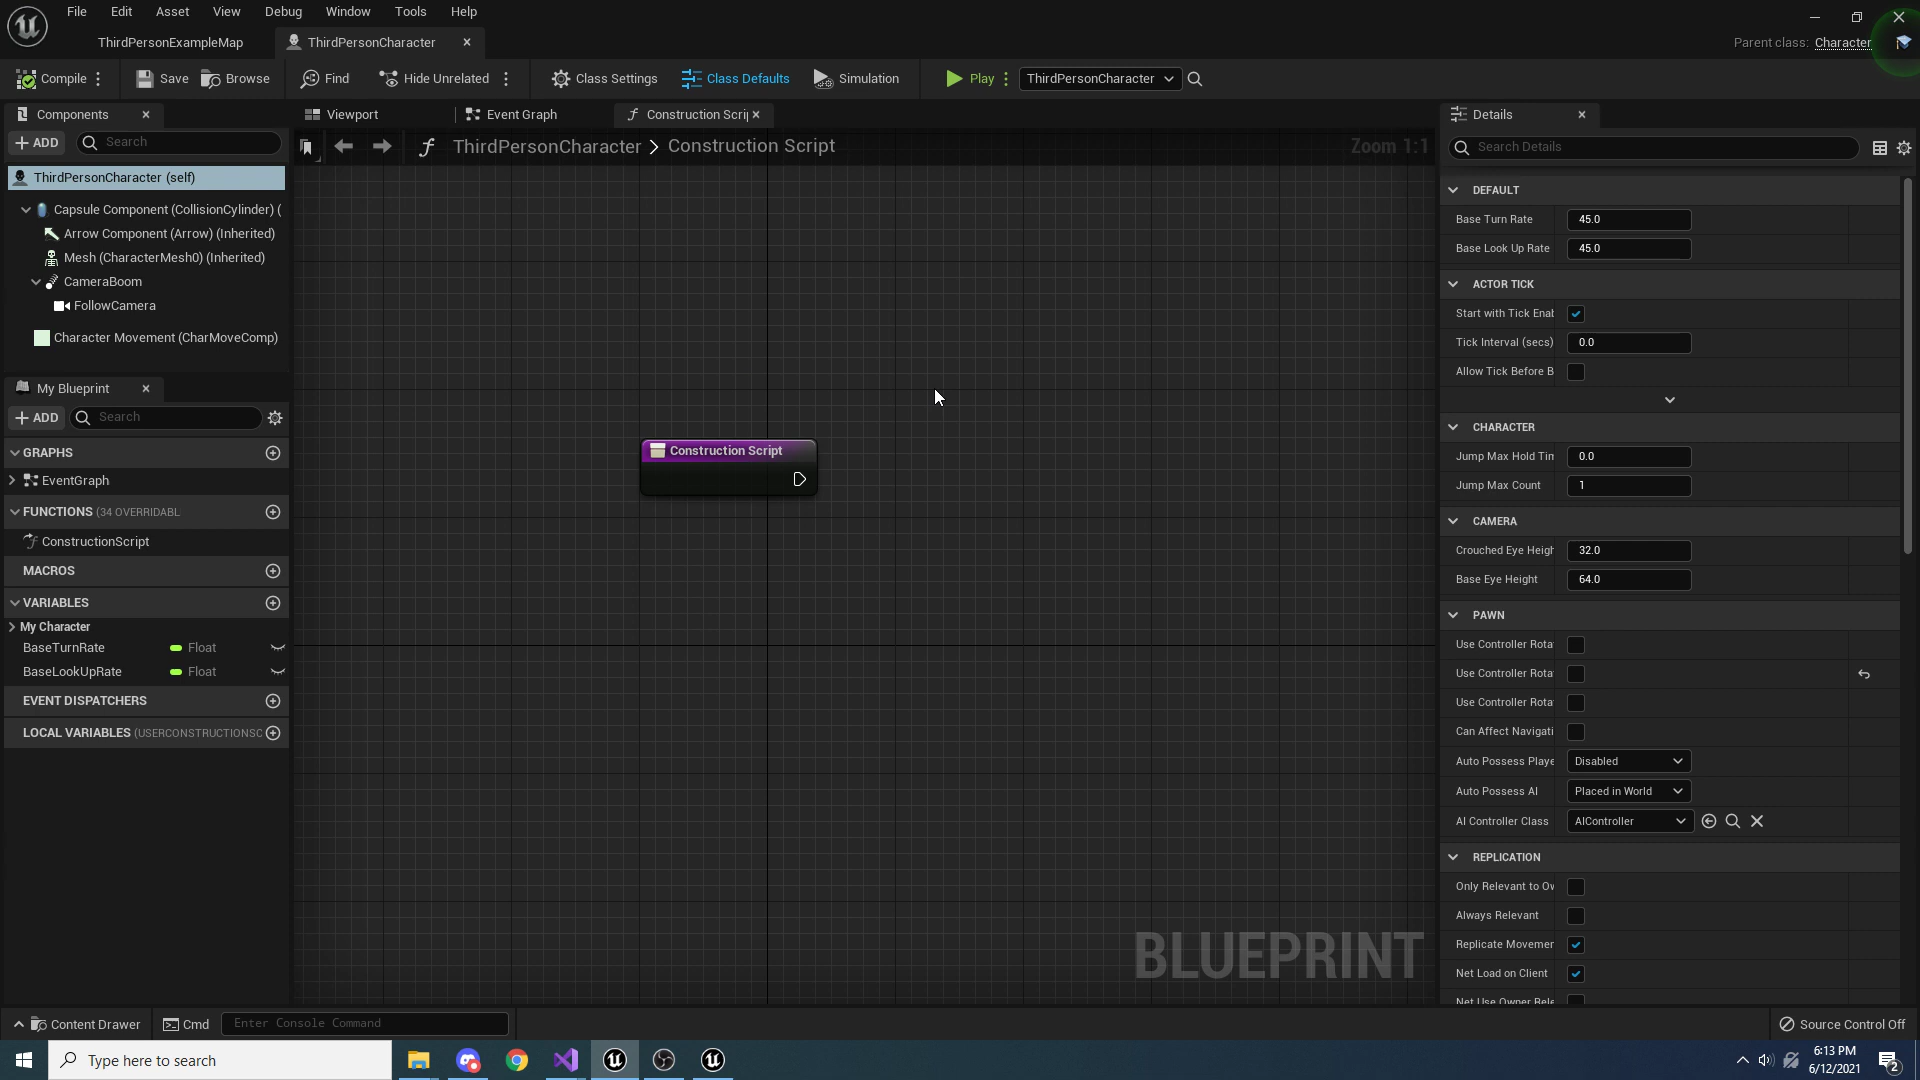 File Edit Asset View Debug Window Tools Help
ThirdPersonExampleMap ThirdPersonCharacter Parent class: Character
Compile Save Browse Find Hide Unrelated Class Settings Class Defaults Simulation Play ThirdPersonCharacter
Components
ADD Search
ThirdPersonCharacter (self)
Capsule Component (CollisionCylinder) (
Arrow Component (Arrow) (Inherited)
Mesh (CharacterMesh0) (Inherited)
CameraBoom
FollowCamera
Character Movement (CharMoveComp)
My Blueprint
ADD Search
GRAPHS
EventGraph
FUNCTIONS (34 OVERRIDABL
ConstructionScript
MACROS
VARIABLES
My Character
BaseTurnRate Float
BaseLookUpRate Float
EVENT DISPATCHERS
LOCAL VARIABLES (USERCONSTRUCTIONSC
Viewport Event Graph Construction Scri
ThirdPersonCharacter > Construction Script Zoom 1:1
Construction Script
BLUEPRINT
Details
Search Details
DEFAULT
Base Turn Rate 45.0
Base Look Up Rate 45.0
ACTOR TICK
Start with Tick Enab
Tick Interval (secs) 0.0
Allow Tick Before B
CHARACTER
Jump Max Hold Tim 0.0
Jump Max Count 1
CAMERA
Crouched Eye Heigh 32.0
Base Eye Height 64.0
PAWN
Use Controller Rota
Use Controller Rota
Use Controller Rota
Can Affect Navigati
Auto Possess Playe Disabled
Auto Possess AI Placed in World
AI Controller Class AIController
REPLICATION
Only Relevant to Ow
Always Relevant
Replicate Movemen
Net Load on Client
Net Use Owner Rele
Content Drawer Cmd Enter Console Command Source Control Off
Type here to search
6:13 PM
6/12/2021
2